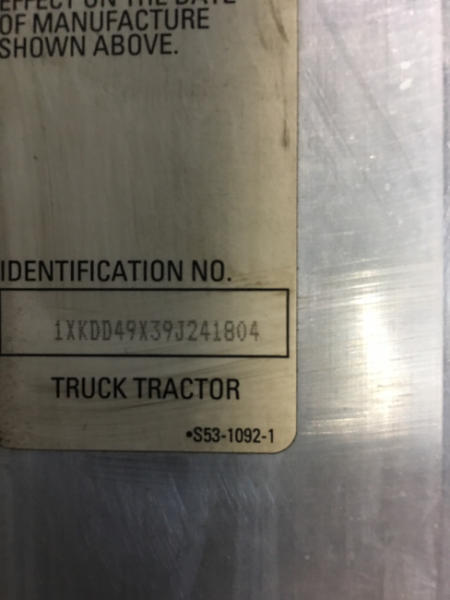 EFFECT ON THE DATE
OF MANUFACTURE
SHOWN ABOVE.
IDENTIFICATION NO.
1XKDD49X39J241804
TRUCK TRACTOR
•S53-1092-1